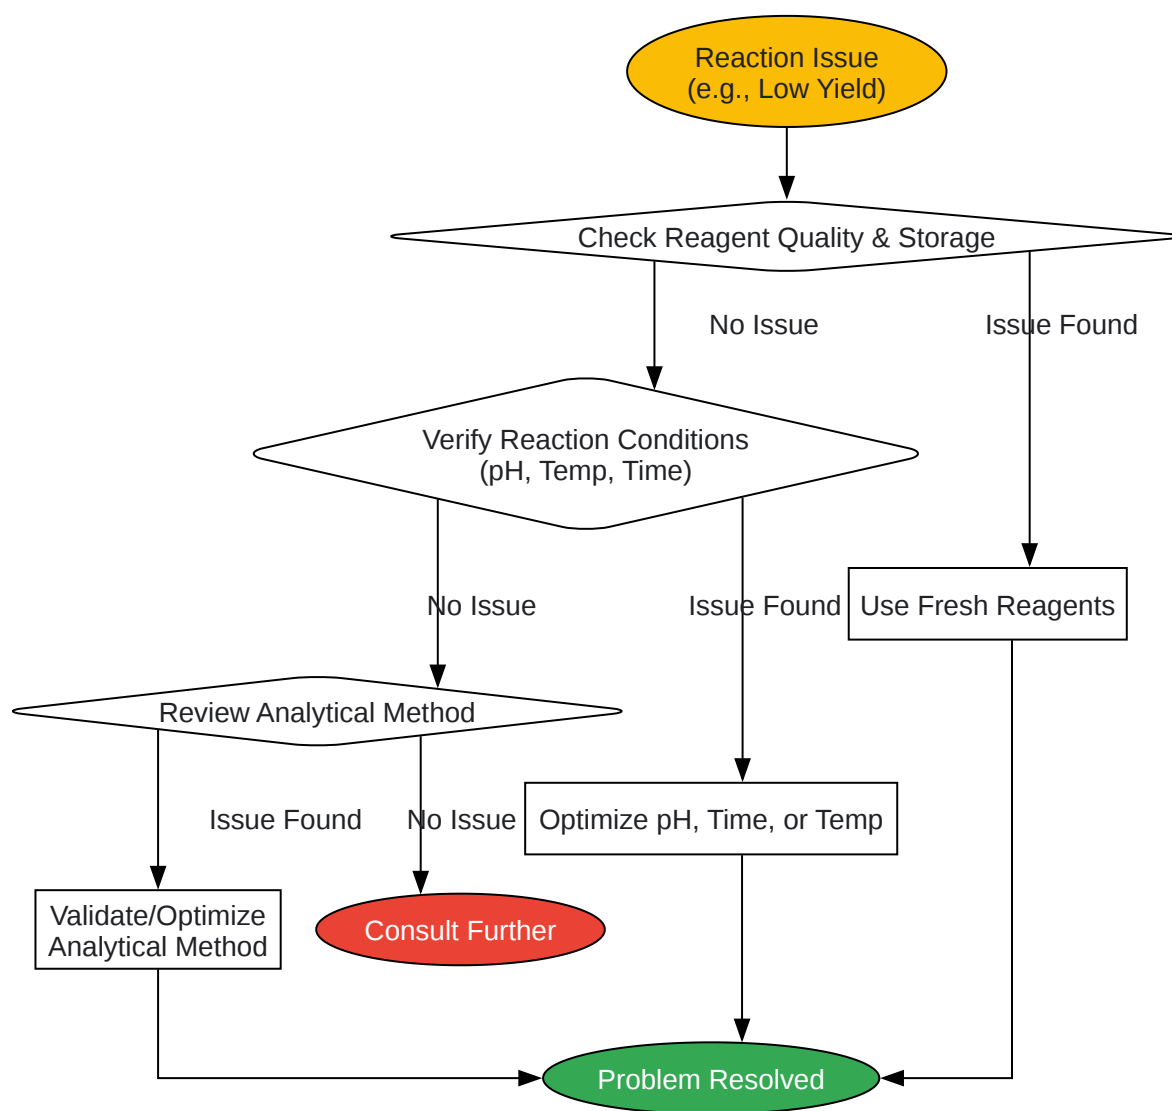 Reaction Issue
(e.g., Low Yield)
Check Reagent Quality & Storage
No Issue
Issue Found
Verify Reaction Conditions
(pH, Temp, Time)
No Issue
Issue Found
Use Fresh Reagents
Review Analytical Method
Issue Found
No Issue
Optimize pH, Time, or Temp
Validate/Optimize
Analytical Method
Consult Further
Problem Resolved